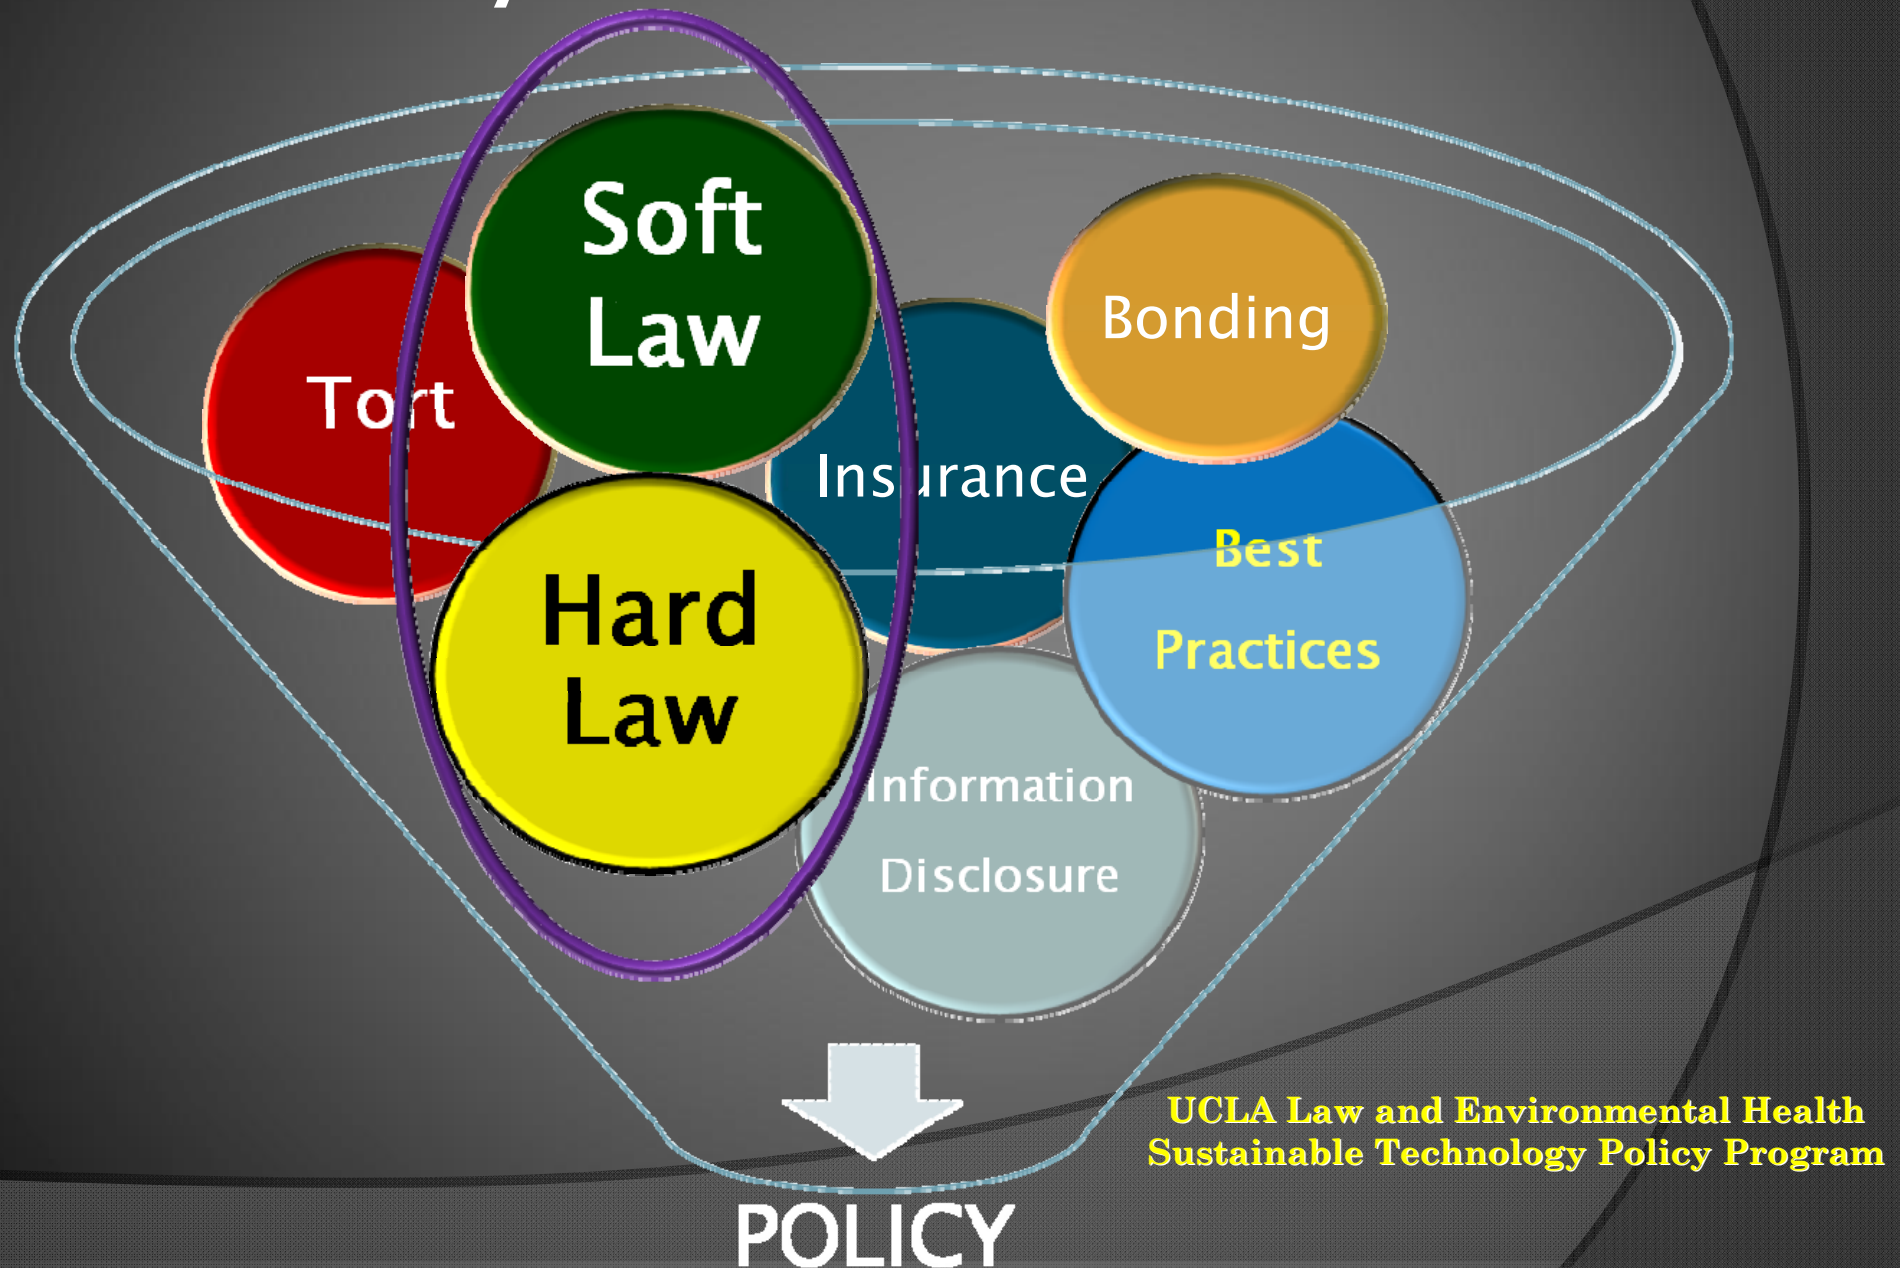 Soft
Law
Bonding
Tort
Insurance
Best
Practices
Hard
Law
Information
Disclosure
UCLA Law and Environmental Health
Sustainable Technology Policy Program
POLICY